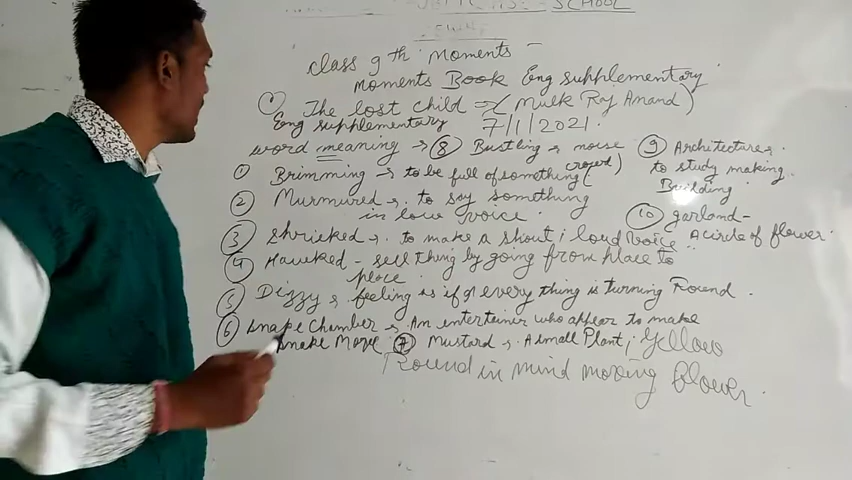 SCHOOL
Class 9th Moments -
Moments Book Eng supplementary
① The lost child => (Mulk Raj Anand)
Eng supplementary 7/1/2021.
word meaning →
① Brimming → to be full of something
② Murmured to say something
in low voice.
③ Shrieked to make a shout; loud voice
④ Hawked - sell thing by going from place to
place
⑤ Dizzy feeling as if every thing is turning round.
⑥ Snake Chamber An entertainer who appear to make
Snake Move
⑦ Mustard A small Plant; yellow
flower.
Round in mind moving
⑧ Bustling noise
(crowd)
⑨ Architectures.
to study making
Building
⑩ garland -
A circle of flower.